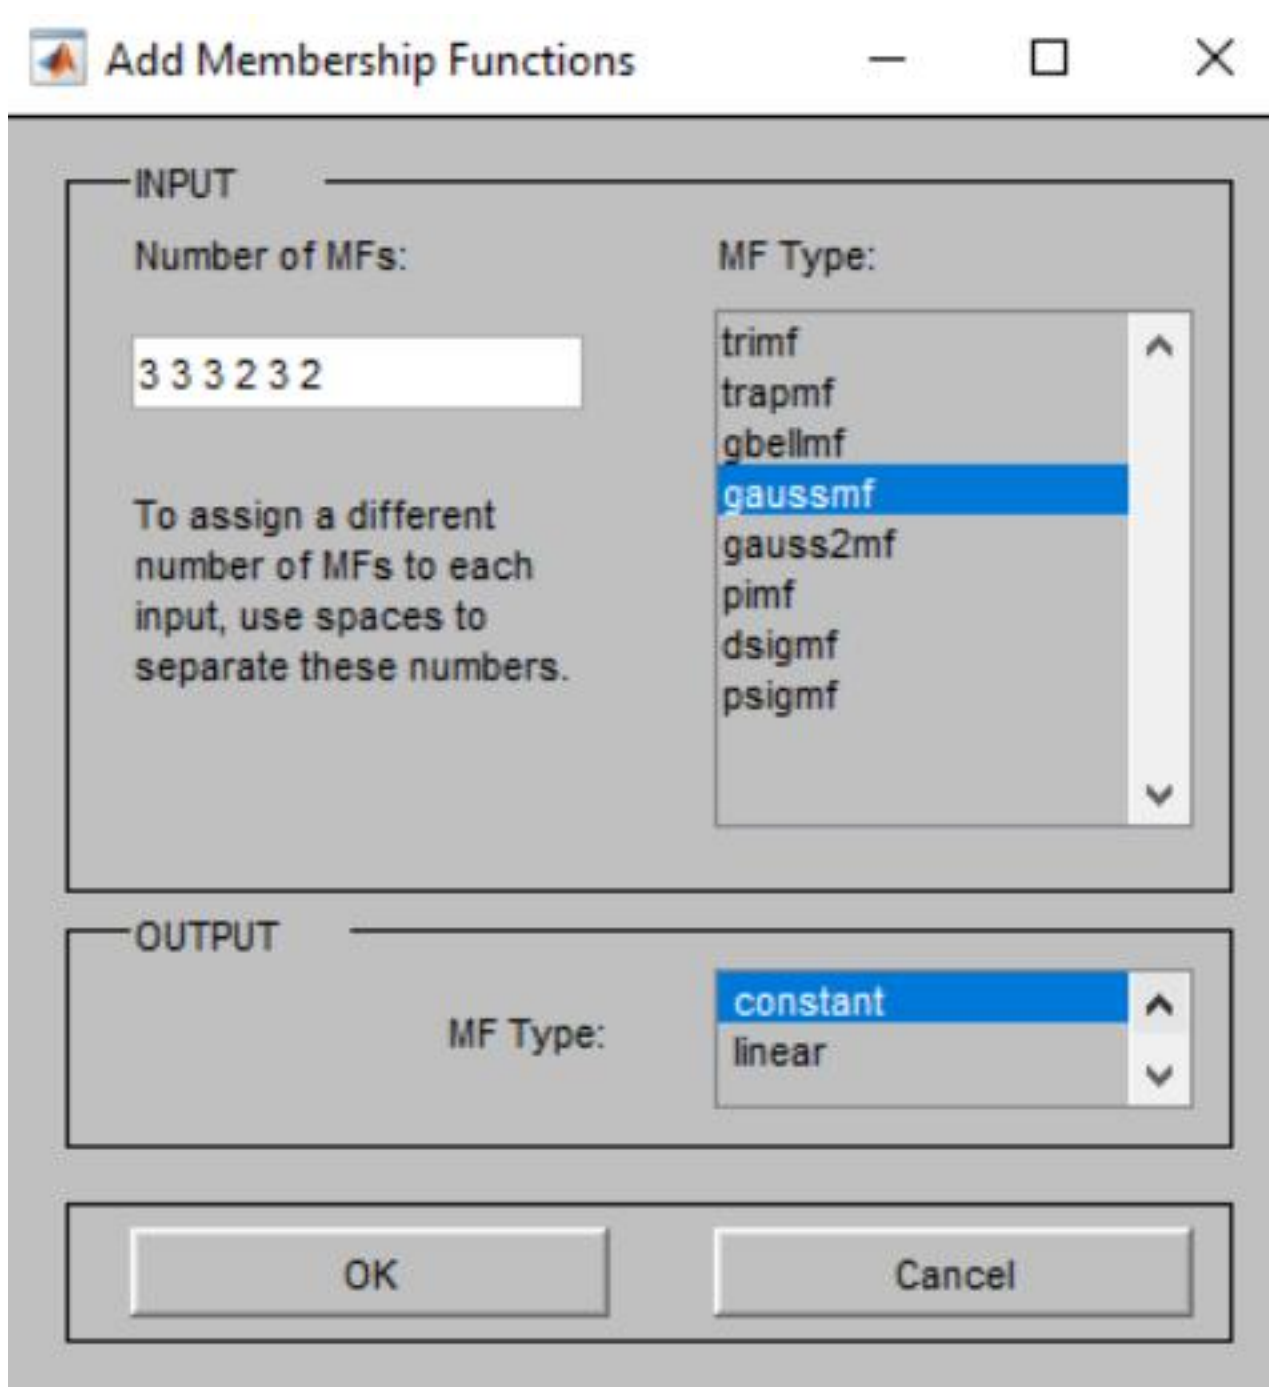 Add Membership Functions
INPUT
Number of MFs:
MF Type:
3 3 3 2 3 2
trimf
trapmf
gbellmf
gaussmf
gauss2mf
pimf
dsigmf
psigmf
To assign a different
number of MFs to each
input, use spaces to
separate these numbers.
OUTPUT
MF Type:
constant
linear
OK
Cancel